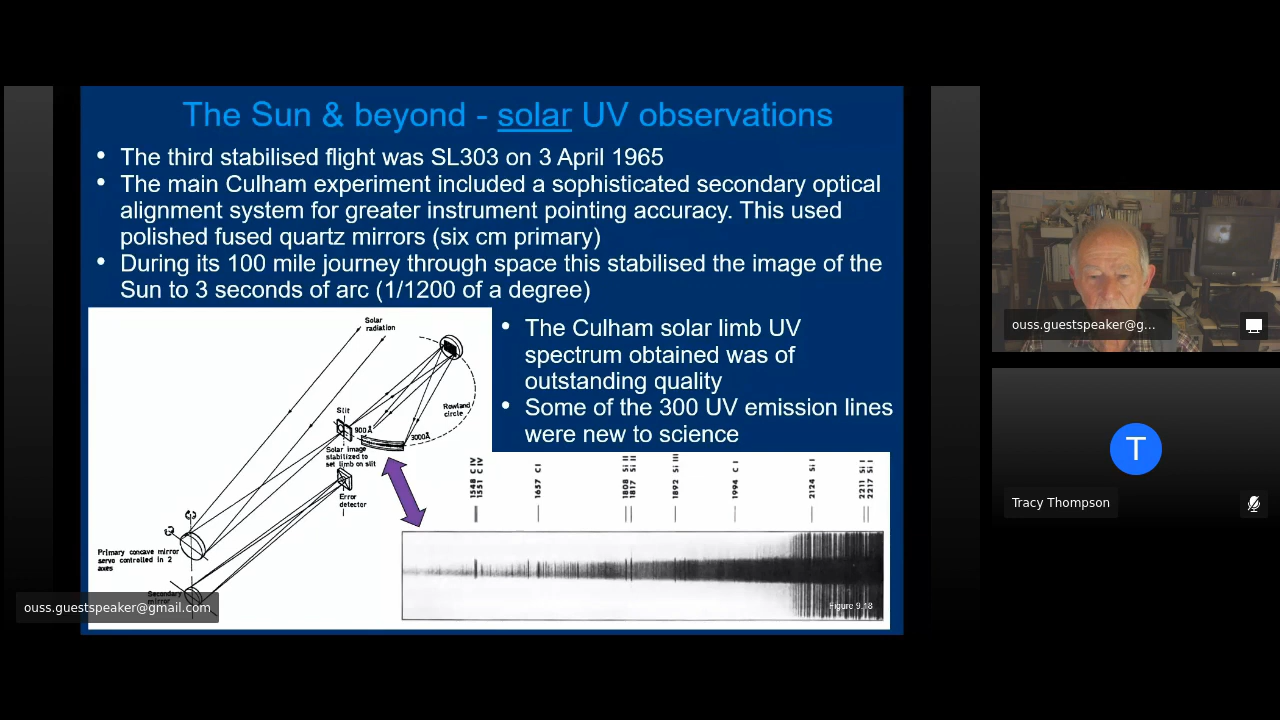 The Sun & beyond - solar UV observations
• The third stabilised flight was SL303 on 3 April 1965
• The main Culham experiment included a sophisticated secondary optical
alignment system for greater instrument pointing accuracy. This used
polished fused quartz mirrors (six cm primary)
• During its 100 mile journey through space this stabilised the image of the
Sun to 3 seconds of arc (1/1200 of a degree)
• The Culham solar limb UV
spectrum obtained was of
outstanding quality
• Some of the 300 UV emission lines
were new to science
Solar
radiation
Rowland
circle
Slit
900Å
3000Å
Solar image
stabilized to
set limb on slit
Error
detector
Primary concave mirror
servo controlled in 2
axes
Secondary
mirror
1548 C IV
1551 C IV
1657 C I
1808 Si II
1817 Si II
1892 Si III
1994 C I
2124 Si I
2211 Si I
2217 Si I
Figure 9.18
ouss.guestspeaker@gmail.com
ouss.guestspeaker@g...
T
Tracy Thompson